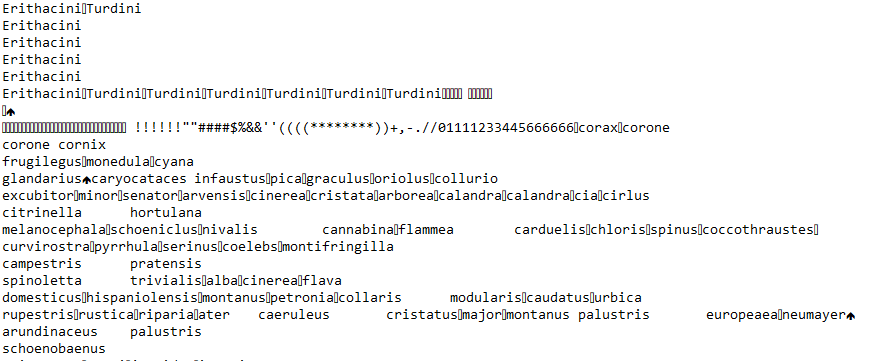 Erithacini▯Turdini
Erithacini
Erithacini
Erithacini
Erithacini
Erithacini▯Turdini▯Turdini▯Turdini▯Turdini▯Turdini▯Turdini▯▯▯▯▯ ▯▯▯▯▯▯
▯♠
▯▯▯▯▯▯▯▯▯▯▯▯▯▯▯▯▯▯▯▯▯▯▯▯▯▯▯▯▯▯▯ !!!!!!""####$%&&''((((********))+,-.//01111233445666666▯corax▯corone
corone cornix
frugilegus▯monedula▯cyana
glandarius♠caryocataces infaustus▯pica▯graculus▯oriolus▯collurio
excubitor▯minor▯senator▯arvensis▯cinerea▯cristata▯arborea▯calandra▯calandra▯cia▯cirlus
citrinella hortulana
melanocephala▯schoeniclus▯nivalis cannabina▯flammea carduelis▯chloris▯spinus▯coccothraustes▯
curvirostra▯pyrrhula▯serinus▯coelebs▯montifringilla
campestris pratensis
spinoletta trivialis▯alba▯cinerea▯flava
domesticus▯hispaniolensis▯montanus▯petronia▯collaris modularis▯caudatus▯urbica
rupestris▯rustica▯riparia▯ater caeruleus cristatus▯major▯montanus palustris europeaea▯neumayer♠
arundinaceus palustris
schoenobaenus